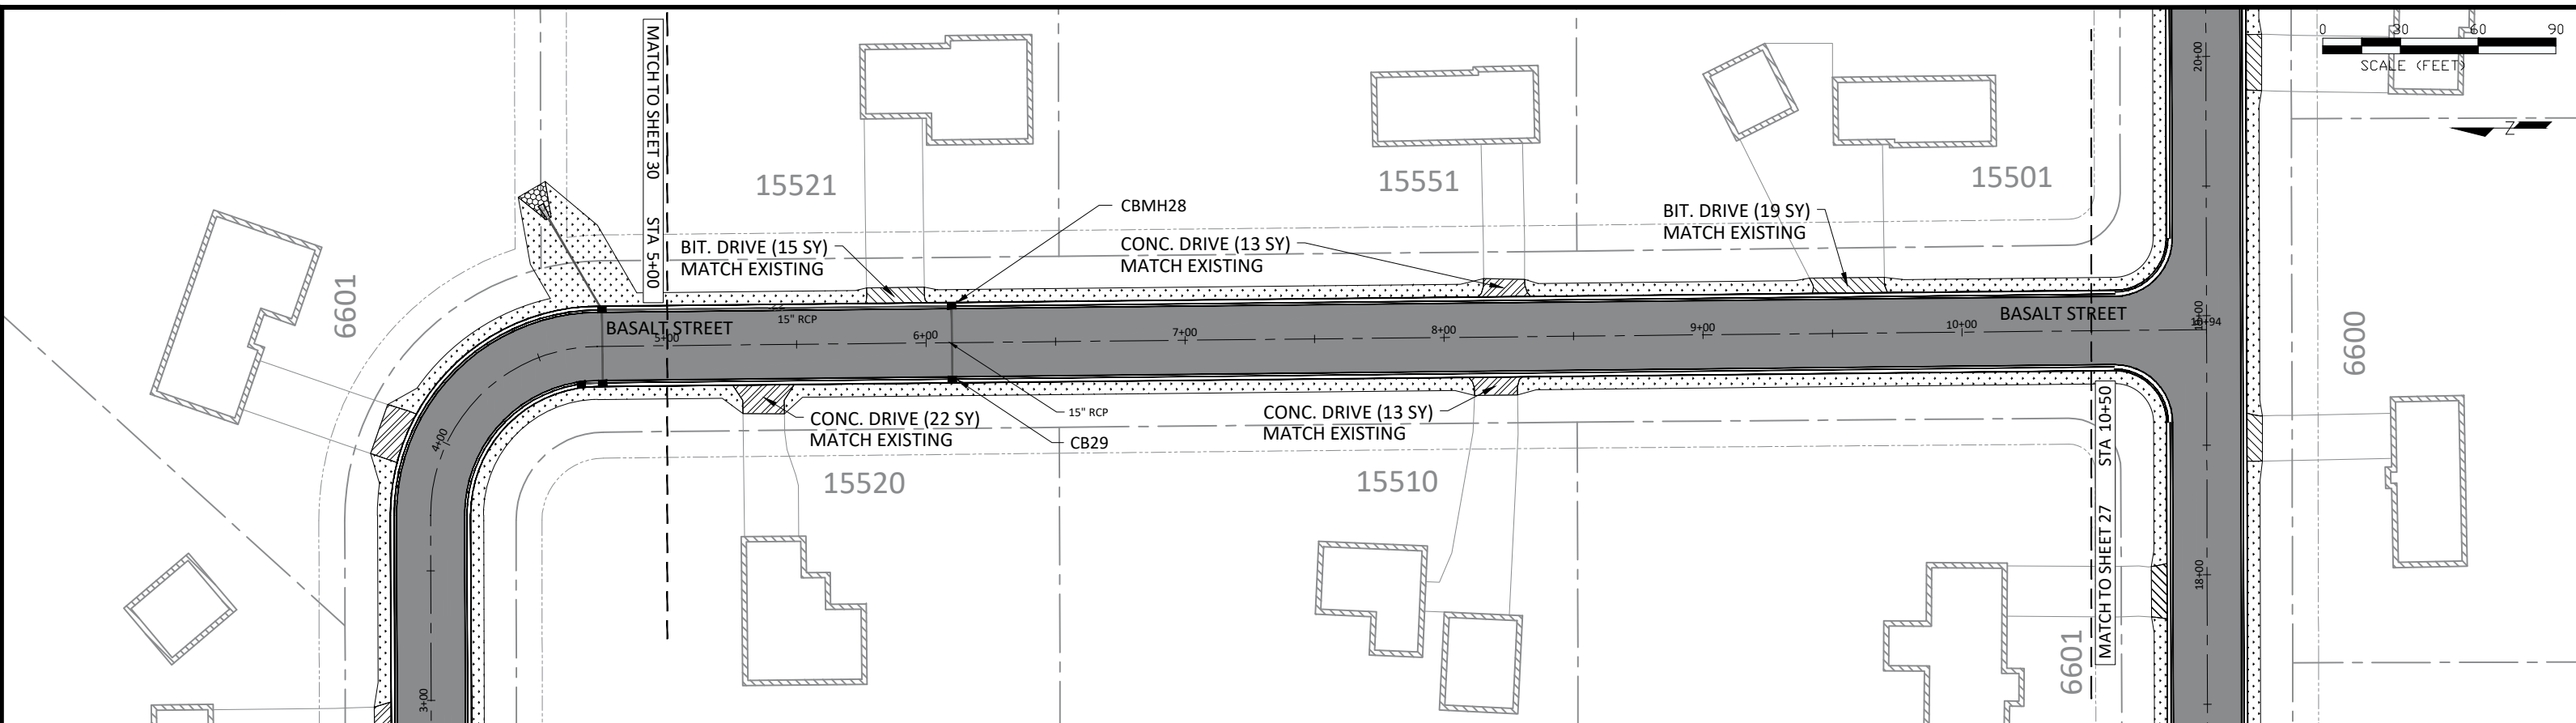 MATCH TO SHEET 30 STA 5+00
0 30 60 90
SCALE (FEET)
Z
20+00
15521
15551
15501
CBMH28
BIT. DRIVE (15 SY)
MATCH EXISTING
CONC. DRIVE (13 SY)
MATCH EXISTING
BIT. DRIVE (19 SY)
MATCH EXISTING
6601
15" RCP
BASALT STREET
BASALT STREET
5+00
6+00
7+00
8+00
9+00
10+00
10+94
6600
15" RCP
CONC. DRIVE (22 SY)
MATCH EXISTING
CB29
CONC. DRIVE (13 SY)
MATCH EXISTING
4+00
15520
15510
MATCH TO SHEET 27 STA 10+50
18+00
6601
3+00